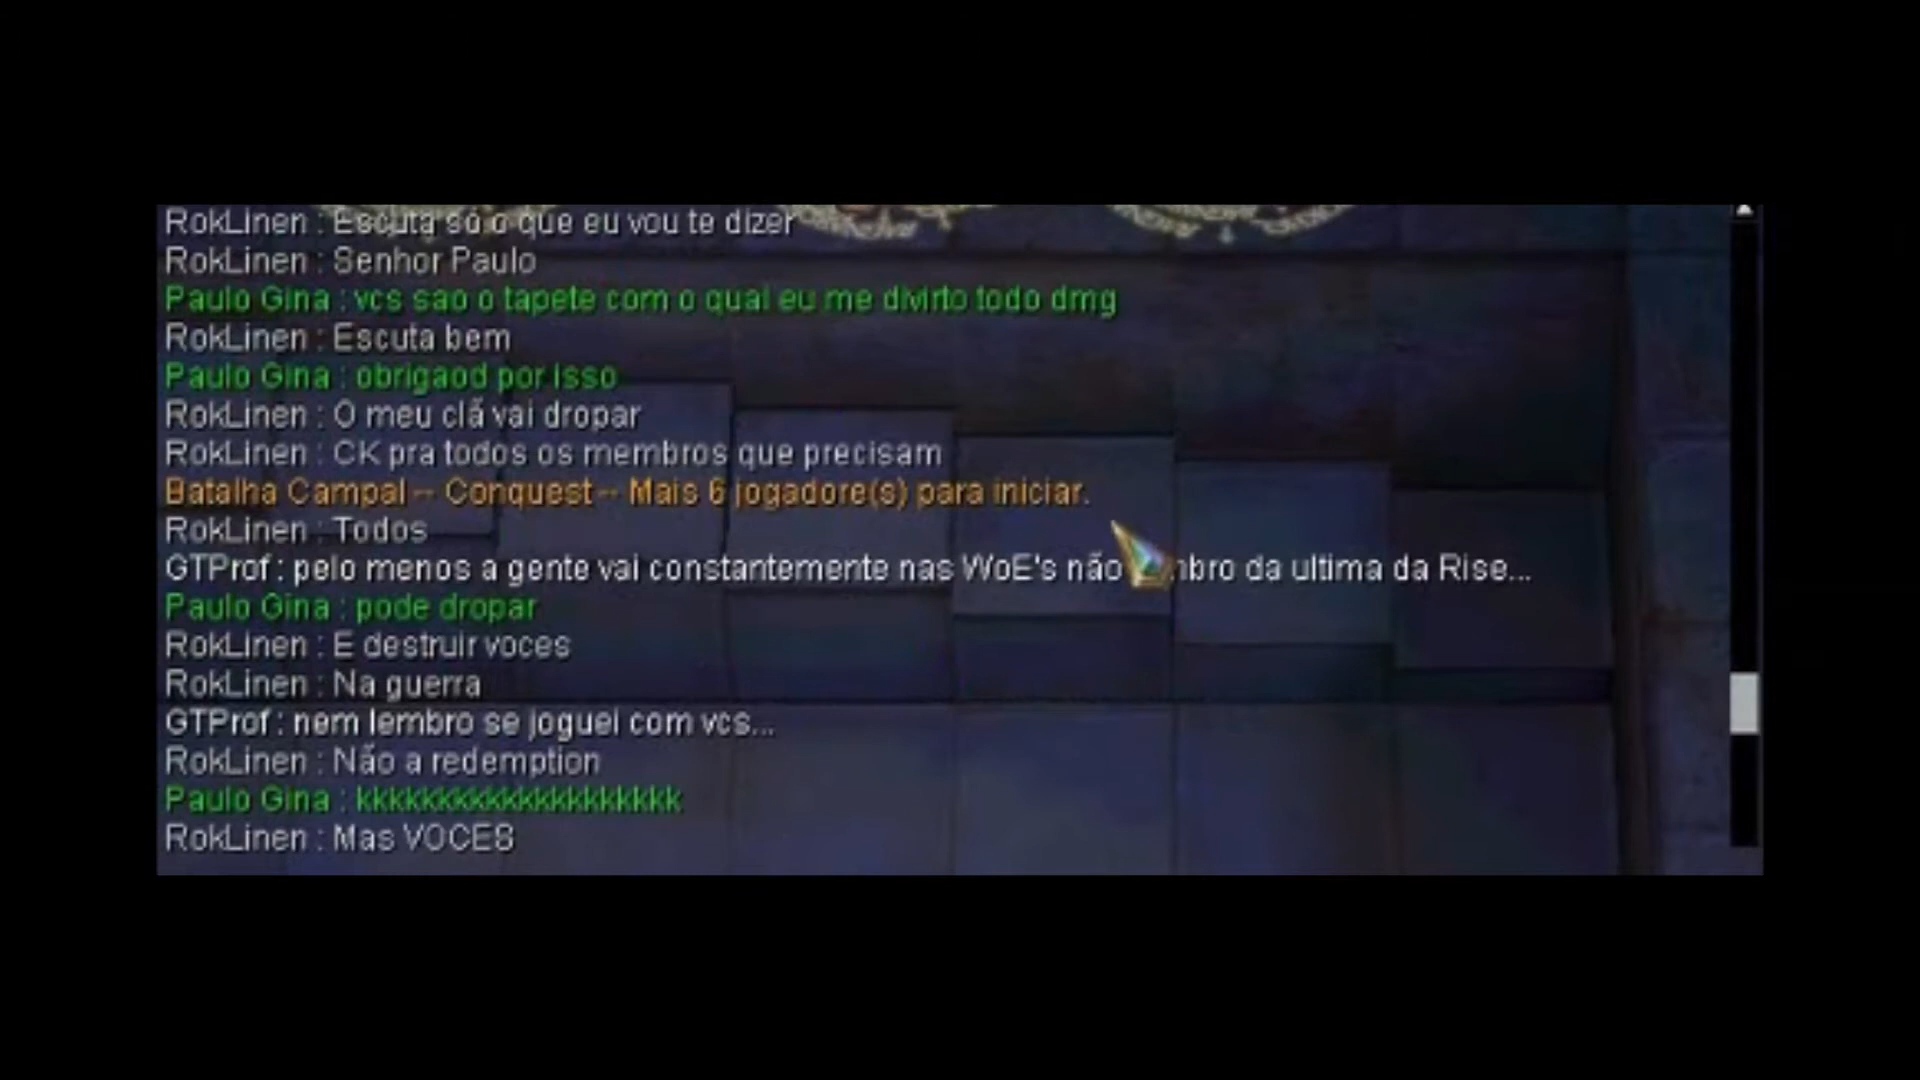 RokLinen : Escuta só o que eu vou te dizer
RokLinen : Senhor Paulo
Paulo Gina : vcs sao o tapete com o qual eu me divirto todo dmg
RokLinen : Escuta bem
Paulo Gina : obrigaod por isso
RokLinen : O meu clã vai dropar
RokLinen : CK pra todos os membros que precisam
Batalha Campal -- Conquest -- Mais 6 jogadore(s) para iniciar.
RokLinen : Todos
GTProf : pelo menos a gente vai constantemente nas WoE's não da ultima da Rise...
Paulo Gina : pode dropar
RokLinen : E destruir voces
RokLinen : Na guerra
GTProf : nem lembro se joguei com vcs...
RokLinen : Não a redemption
Paulo Gina : kkkkkkkkkkkkkkkkkkkk
RokLinen : Mas VOCES